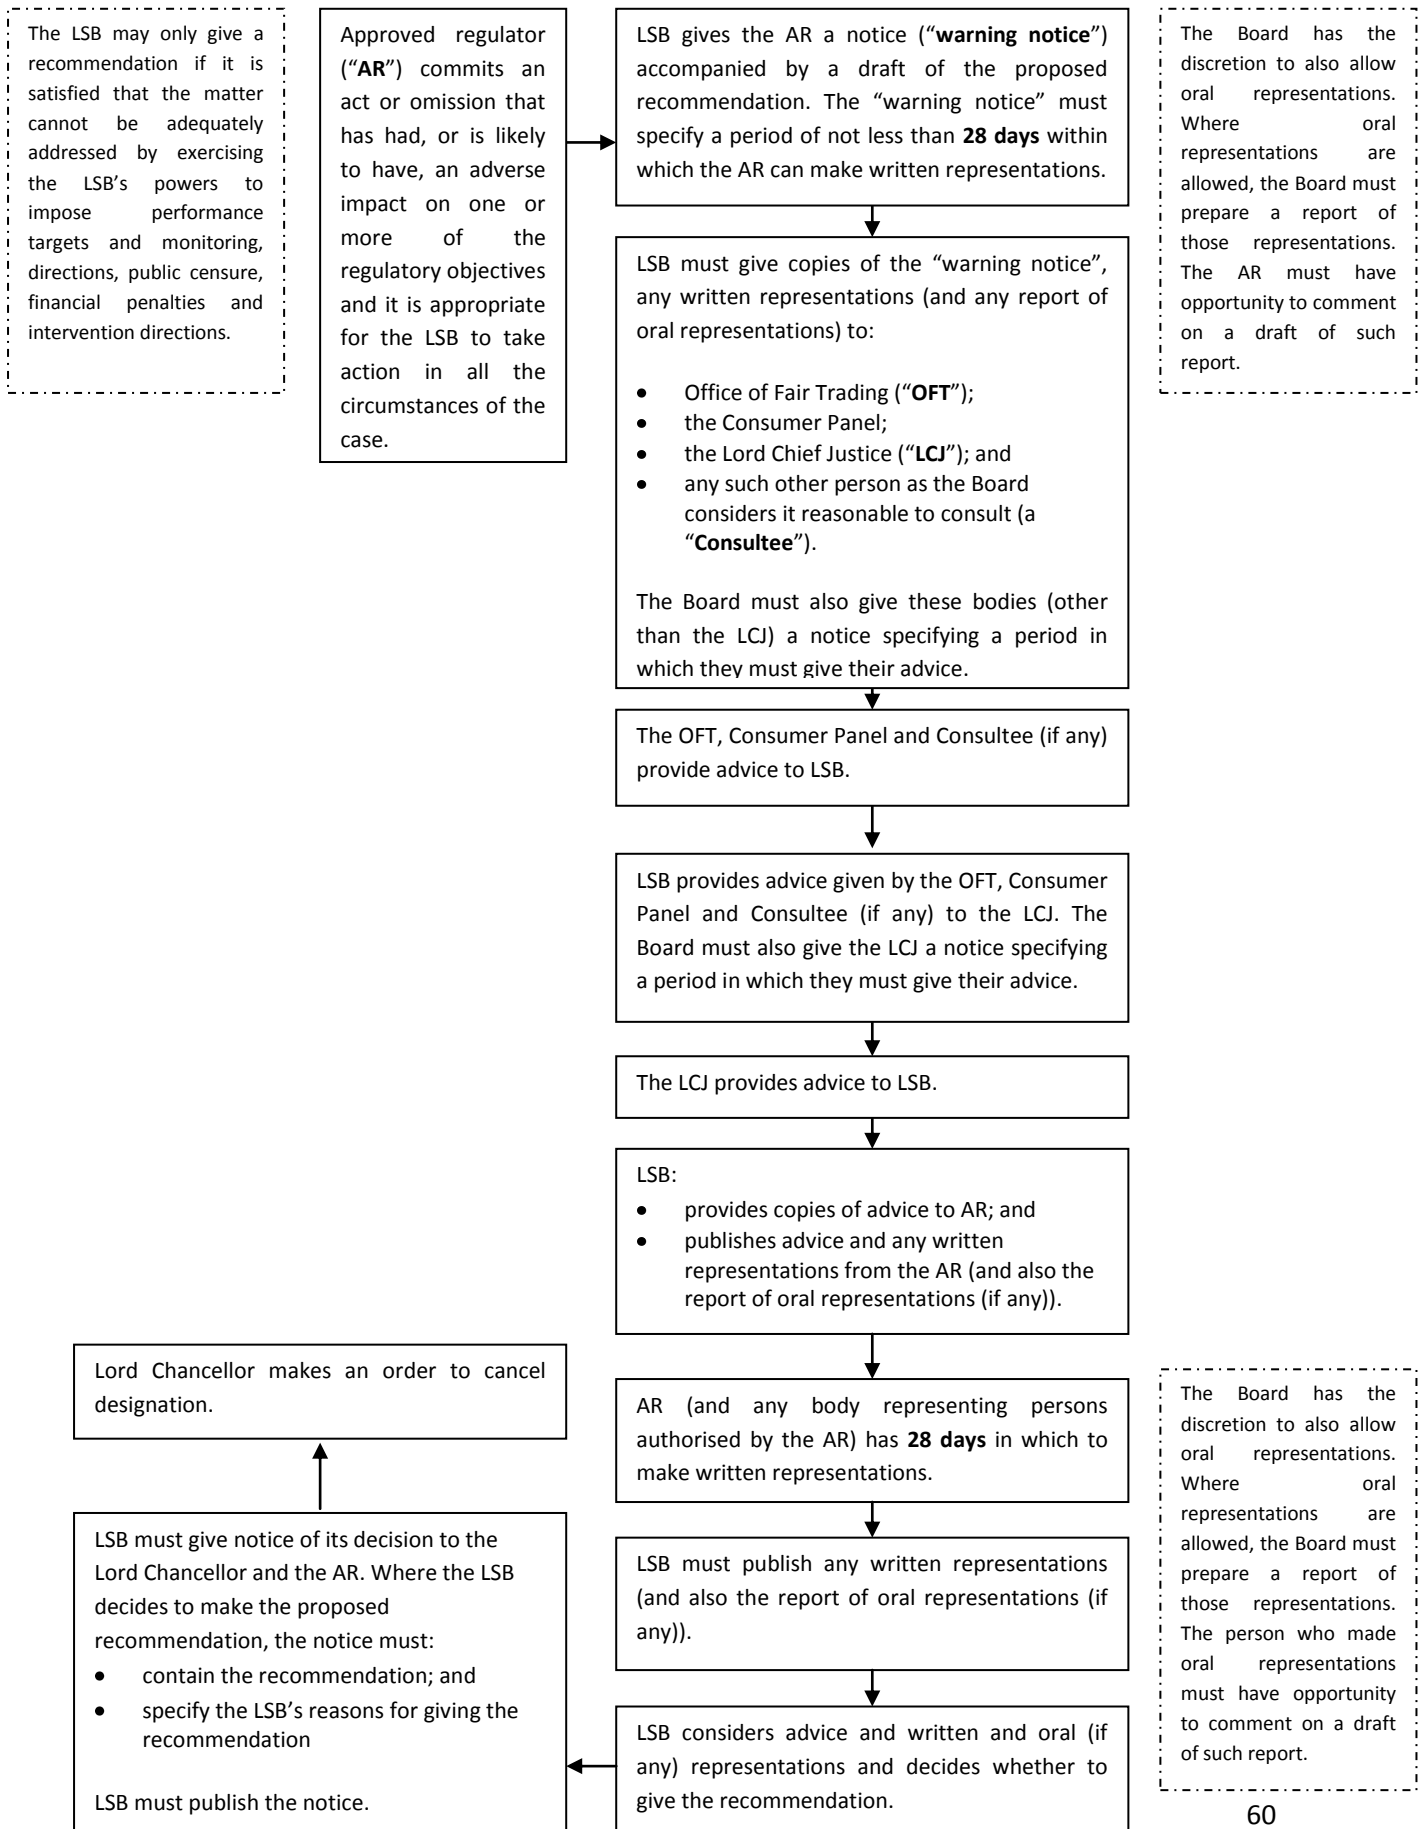 The LSB may only give a
recommendation if it is
satisfied that the matter
cannot be adequately
addressed by exercising
the LSB's powers to
impose performance
targets and monitoring,
directions, public censure,
financial penalties and
intervention directions.
Approved regulator
("AR") commits an
act or omission that
has had, or is likely
to have, an adverse
impact on one or
more of the
regulatory objectives
and it is appropriate
for the LSB to take
action in all the
circumstances of the
case.
LSB gives the AR a notice ("warning notice")
accompanied by a draft of the proposed
recommendation. The "warning notice" must
specify a period of not less than 28 days within
which the AR can make written representations.
The Board has the
discretion to also allow
oral representations.
Where oral
representations are
allowed, the Board must
prepare a report of
those representations.
The AR must have
opportunity to comment
on a draft of such
report.
LSB must give copies of the "warning notice",
any written representations (and any report of
oral representations) to:
• Office of Fair Trading ("OFT");
• the Consumer Panel;
• the Lord Chief Justice ("LCJ"); and
• any such other person as the Board
considers it reasonable to consult (a
"Consultee").
The Board must also give these bodies (other
than the LCJ) a notice specifying a period in
which they must give their advice.
The OFT, Consumer Panel and Consultee (if any)
provide advice to LSB.
LSB provides advice given by the OFT, Consumer
Panel and Consultee (if any) to the LCJ. The
Board must also give the LCJ a notice specifying
a period in which they must give their advice.
The LCJ provides advice to LSB.
LSB:
• provides copies of advice to AR; and
• publishes advice and any written
representations from the AR (and also the
report of oral representations (if any)).
AR (and any body representing persons
authorised by the AR) has 28 days in which to
make written representations.
The Board has the
discretion to also allow
oral representations.
Where oral
representations are
allowed, the Board must
prepare a report of
those representations.
The person who made
oral representations
must have opportunity
to comment on a draft
of such report.
LSB must publish any written representations
(and also the report of oral representations (if
any)).
LSB considers advice and written and oral (if
any) representations and decides whether to
give the recommendation.
LSB must give notice of its decision to the
Lord Chancellor and the AR. Where the LSB
decides to make the proposed
recommendation, the notice must:
• contain the recommendation; and
• specify the LSB's reasons for giving the
recommendation
LSB must publish the notice.
Lord Chancellor makes an order to cancel
designation.
60